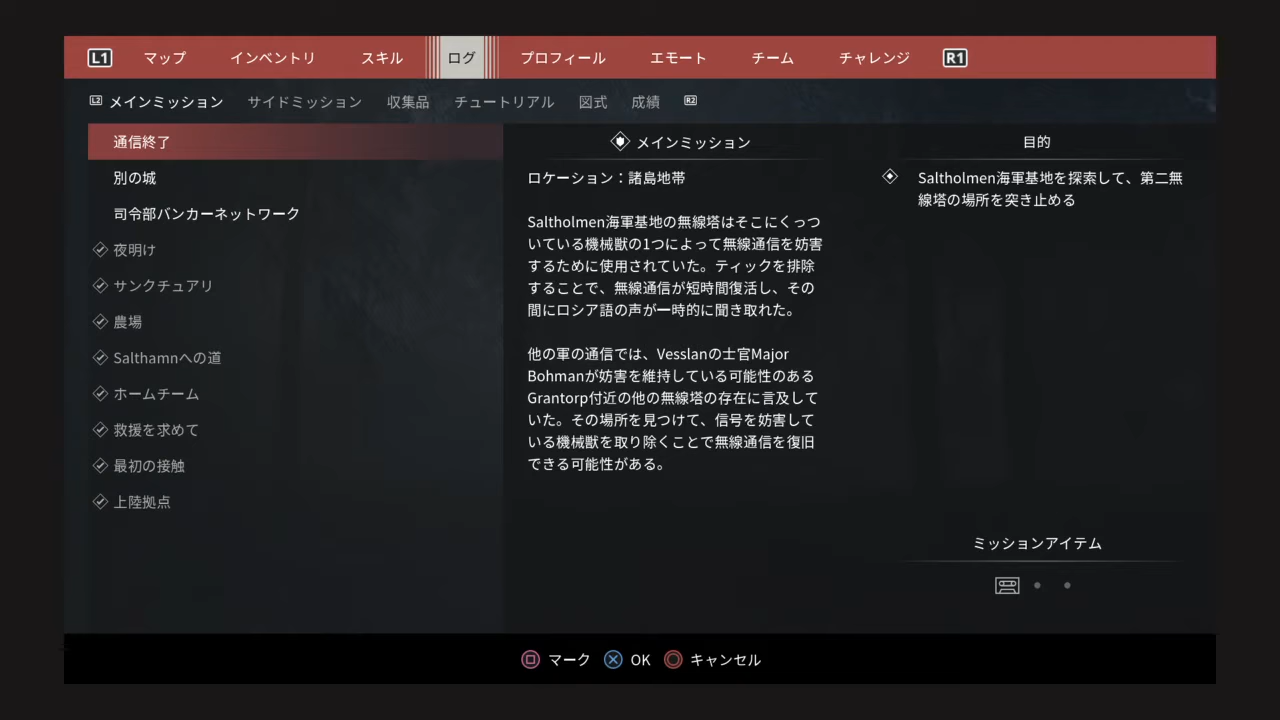 L1 マップ インベントリ スキル ログ プロフィール エモート チーム チャレンジ R1
L2 メインミッション サイドミッション 収集品 チュートリアル 図式 成績 R2
通信終了
別の城
司令部バンカーネットワーク
夜明け
サンクチュアリ
農場
Salthamnへの道
ホームチーム
救援を求めて
最初の接触
上陸拠点
メインミッション
ロケーション：諸島地帯
Saltholmen海軍基地の無線塔はそこにくっつ
いている機械獣の1つによって無線通信を妨害
するために使用されていた。ティックを排除
することで、無線通信が短時間復活し、その
間にロシア語の声が一時的に聞き取れた。
他の軍の通信では、Vesslanの士官Major
Bohmanが妨害を維持している可能性のある
Grantorp付近の他の無線塔の存在に言及して
いた。その場所を見つけて、信号を妨害して
いる機械獣を取り除くことで無線通信を復旧
できる可能性がある。
目的
Saltholmen海軍基地を探索して、第二無
線塔の場所を突き止める
ミッションアイテム
マーク OK キャンセル